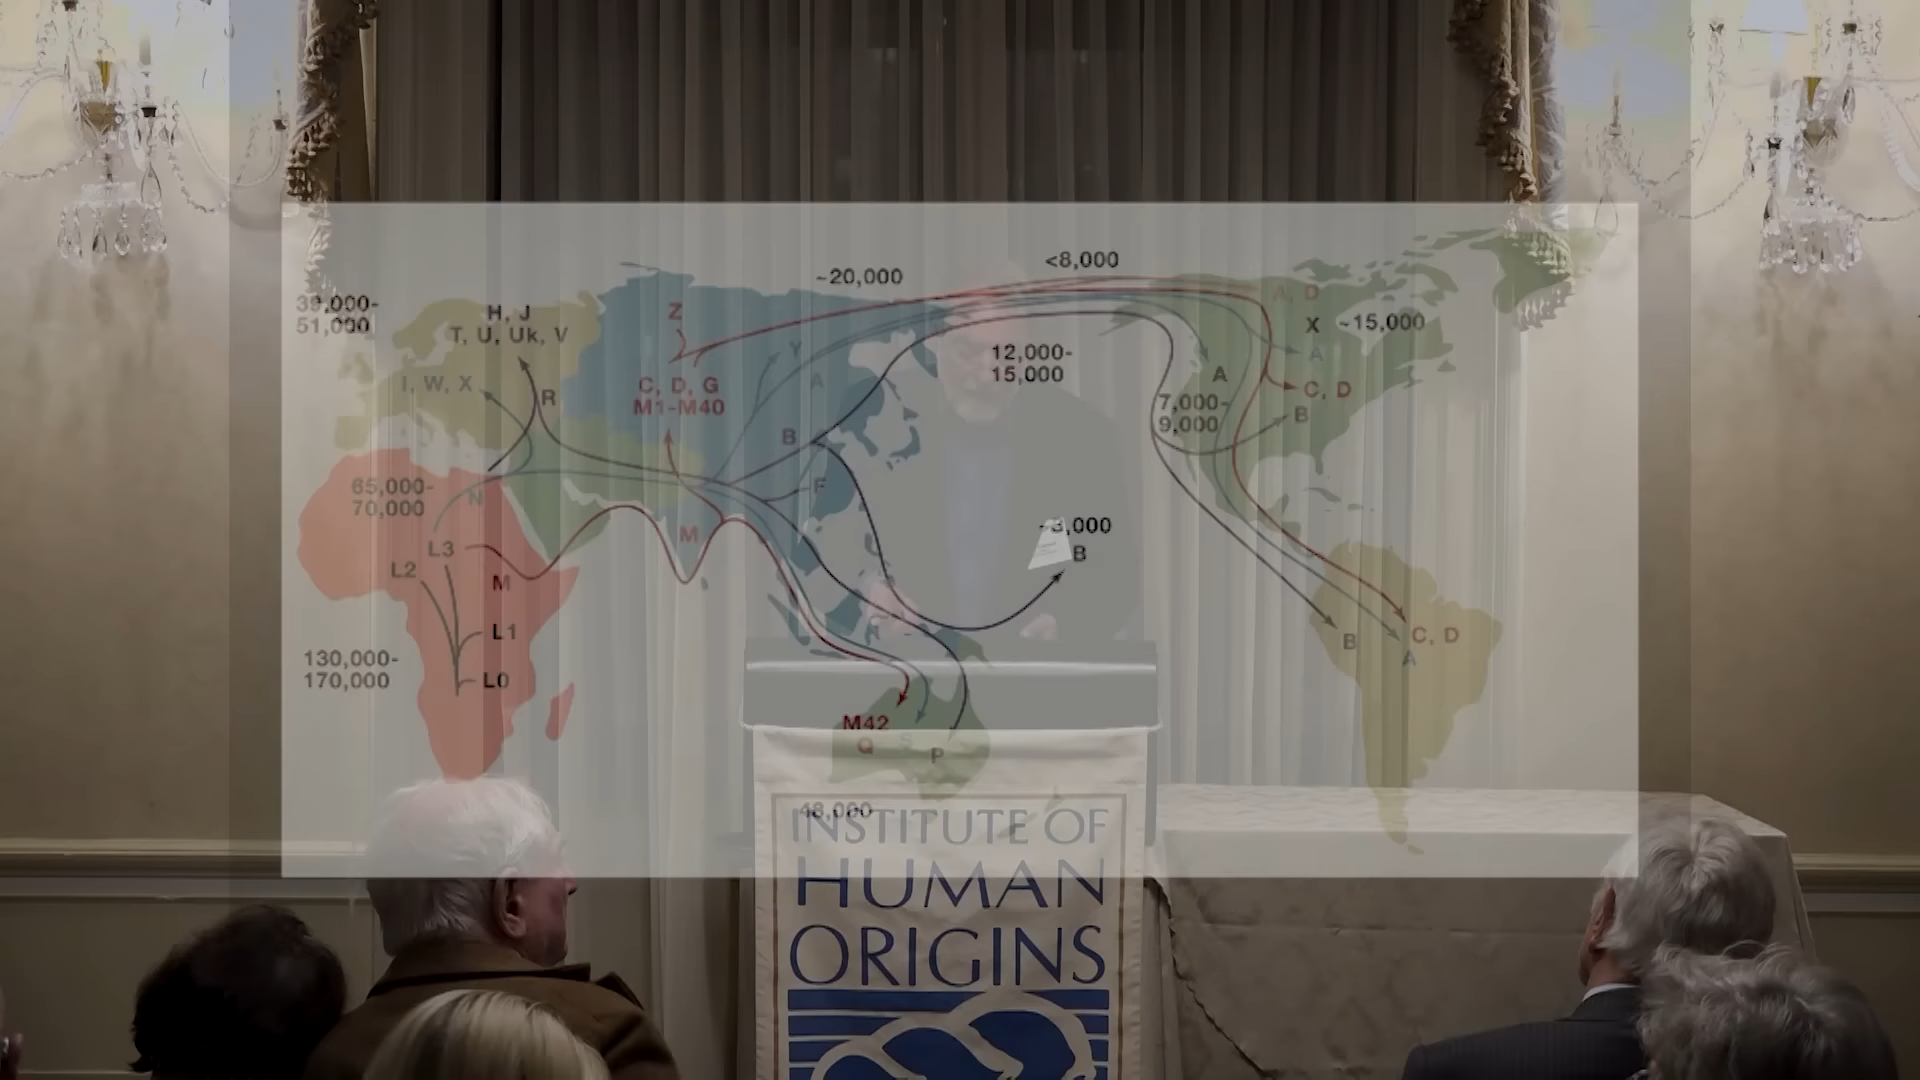 ~20,000
<8,000
39,000-
51,000
H, J
T, U, Uk, V
Z
A, D
X ~15,000
I, W, X
R
C, D, G
M1-M40
Y
A
12,000-
15,000
A
A
C, D
7,000-
9,000
B
B
65,000-
70,000
N
F
M
~3,000
B
L3
L2
M
L1
130,000-
170,000
L0
B
C, D
A
M42
Q
S
P
48,000
INSTITUTE OF
HUMAN
ORIGINS